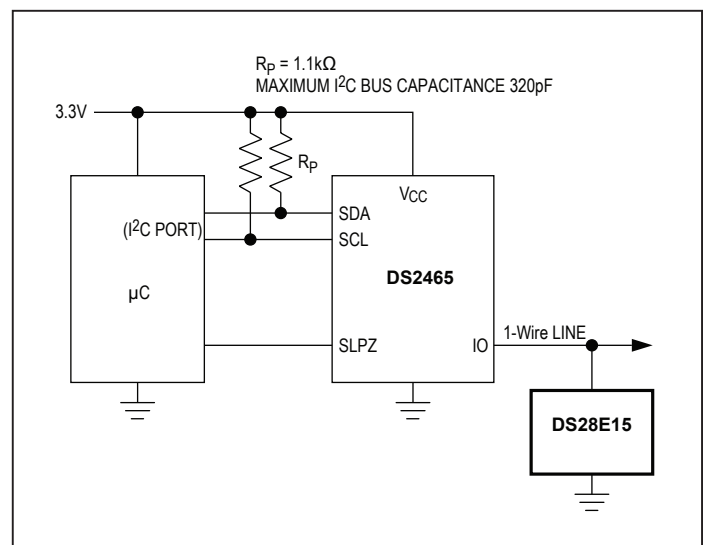 R_P = 1.1kΩ
MAXIMUM I²C BUS CAPACITANCE 320pF
3.3V
R_P
V_CC
(I²C PORT)
SDA
SCL
DS2465
µC
SLPZ
IO
1-Wire LINE
DS28E15